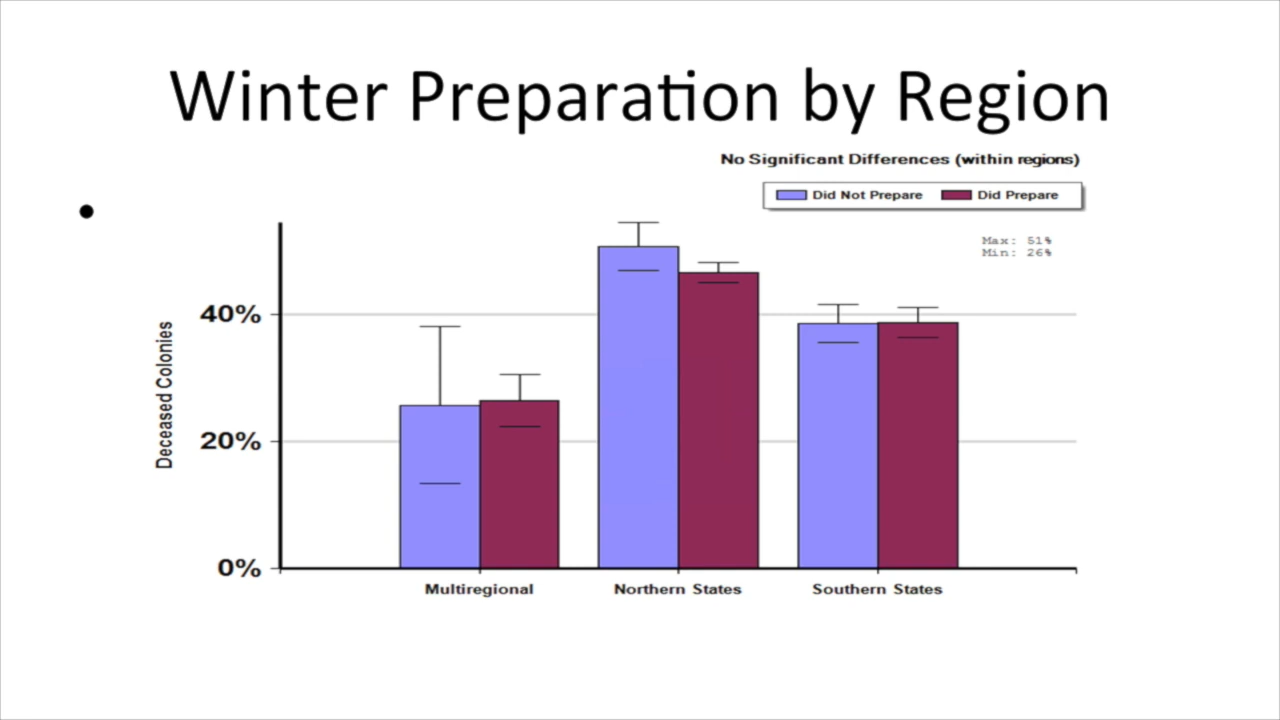 Winter Preparation by Region
No Significant Differences (within regions)
Did Not Prepare Did Prepare
•
Max: 51%
Min: 26%
40%
Deceased Colonies
20%
0%
Multiregional Northern States Southern States